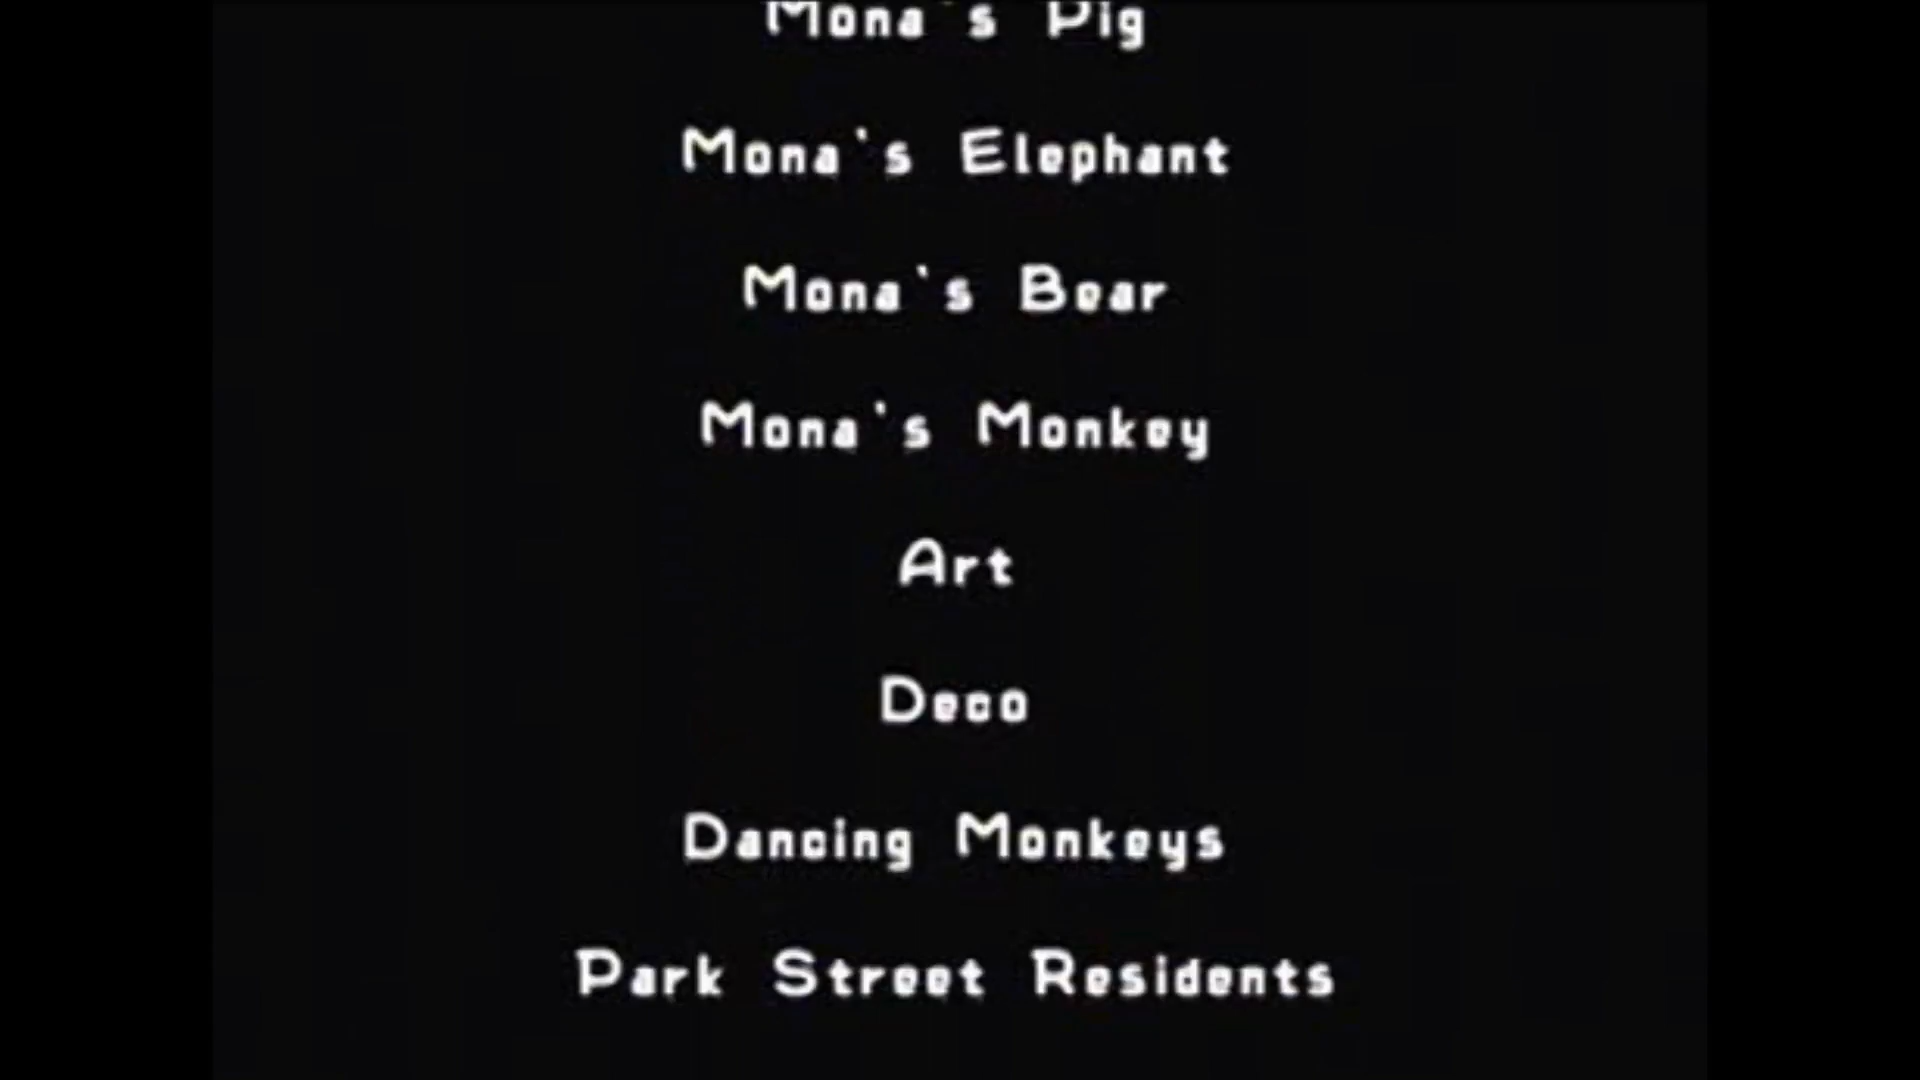 Mona's Pig
Mona's Elephant
Mona's Bear
Mona's Monkey
Art
Deco
Dancing Monkeys
Park Street Residents